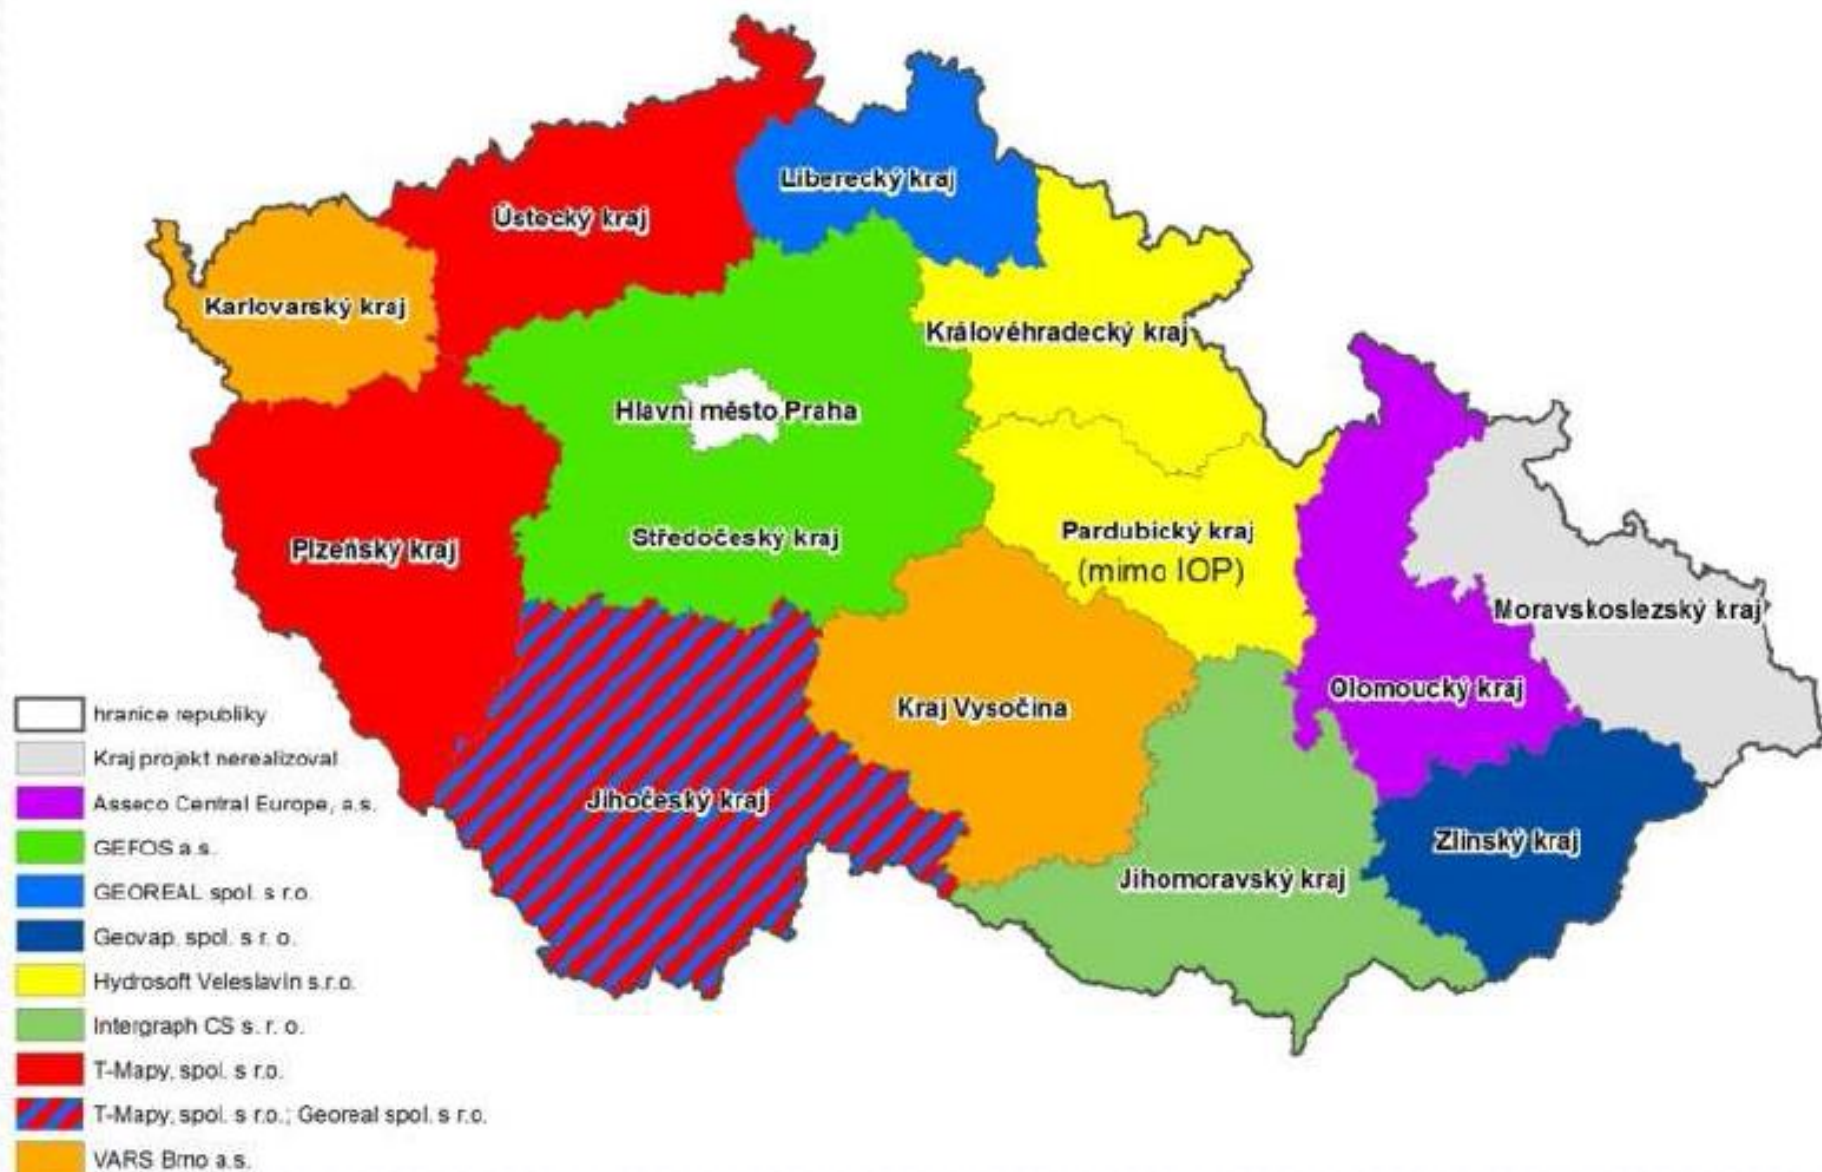 Liberecký kraj
Ústecký kraj
Karlovarský kraj
Královéhradecký kraj
Hlavní město Praha
Středočeský kraj
Plzeňský kraj
Pardubický kraj
(mimo IOP)
Moravskoslezský kraj
Olomoucký kraj
Kraj Vysočina
Jihočeský kraj
Zlínský kraj
Jihomoravský kraj
hranice republiky
Kraj projekt nerealizoval
Asseco Central Europe, a.s.
GEFOS a.s.
GEOREAL spol. s r.o.
Geovap. spol. s r. o.
Hydrosoft Veleslavín s.r.o.
Intergraph CS s. r. o.
T-Mapy, spol. s r.o.
T-Mapy, spol. s r.o.; Georeal spol. s r.o.
VARS Brno a.s.